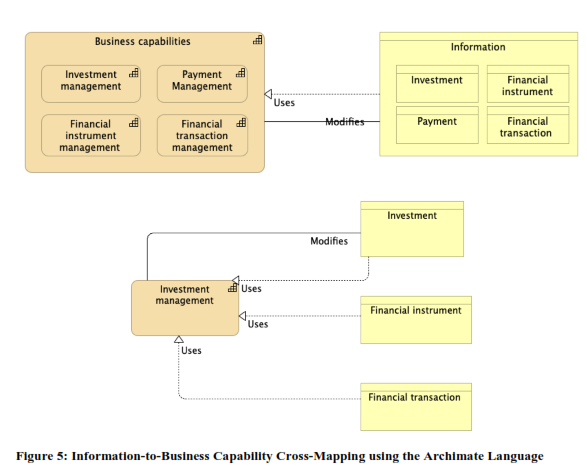 Business capabilities
Investment
management
Payment
Management
Financial
instrument
management
Financial
transaction
management
Uses
Modifies
Information
Investment
Financial
instrument
Payment
Financial
transaction
Investment
Modifies
Investment
management
Uses
Financial instrument
Uses
Uses
Financial transaction
Figure 5: Information-to-Business Capability Cross-Mapping using the Archimate Language